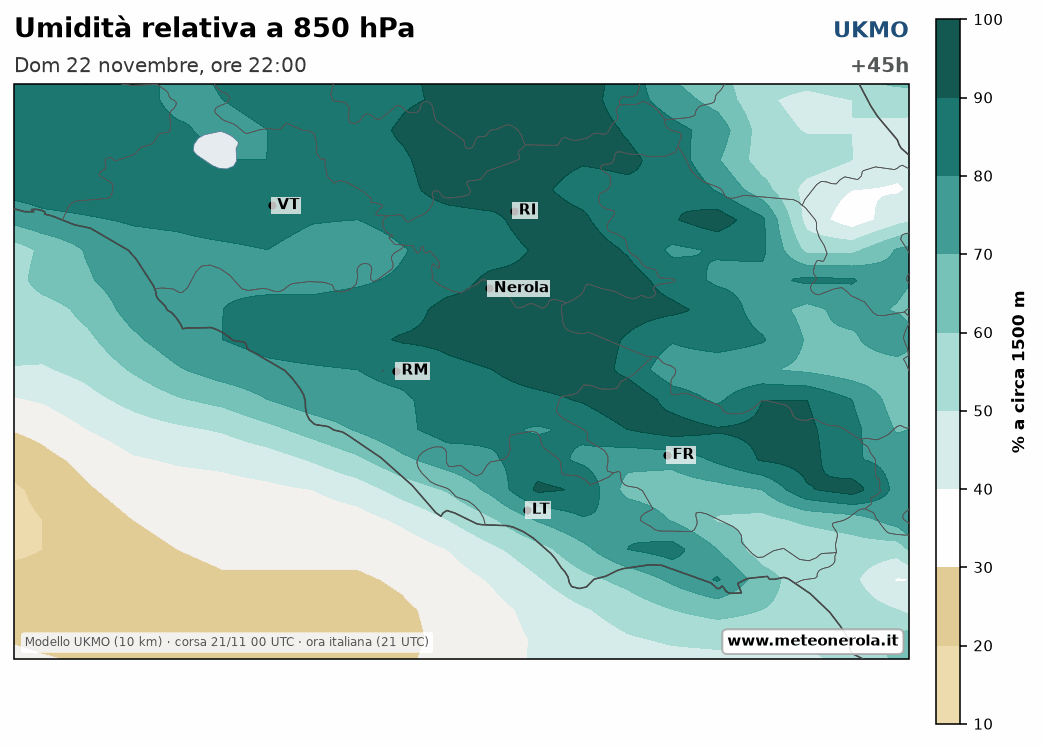 Umidità relativa a 850 hPa
UKMO
Dom 22 novembre, ore 22:00
+45h
VT
RI
Nerola
RM
FR
LT
Modello UKMO (10 km) · corsa 21/11 00 UTC · ora italiana (21 UTC)
www.meteonerola.it
100
90
80
70
60
50
40
30
20
10
% a circa 1500 m